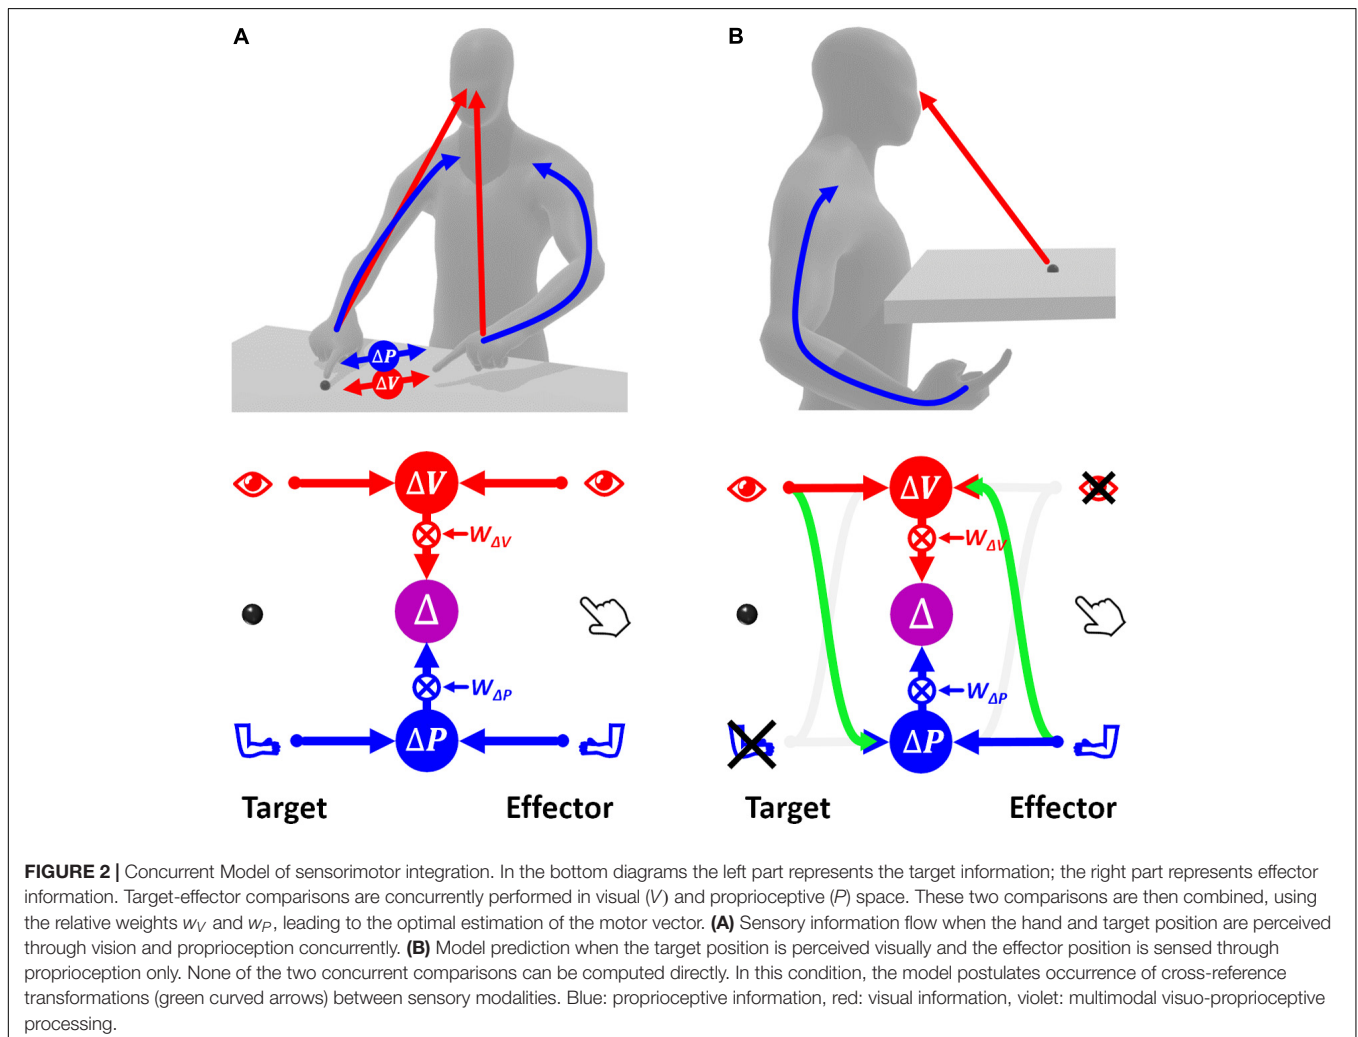 A
B
ΔP
ΔV
ΔV
ΔV
W_ΔV
W_ΔV
Δ
Δ
W_ΔP
W_ΔP
ΔP
ΔP
Target
Effector
Target
Effector
FIGURE 2 | Concurrent Model of sensorimotor integration. In the bottom diagrams the left part represents the target information; the right part represents effector
information. Target-effector comparisons are concurrently performed in visual (V) and proprioceptive (P) space. These two comparisons are then combined, using
the relative weights w_V and w_P, leading to the optimal estimation of the motor vector. (A) Sensory information flow when the hand and target position are perceived
through vision and proprioception concurrently. (B) Model prediction when the target position is perceived visually and the effector position is sensed through
proprioception only. None of the two concurrent comparisons can be computed directly. In this condition, the model postulates occurrence of cross-reference
transformations (green curved arrows) between sensory modalities. Blue: proprioceptive information, red: visual information, violet: multimodal visuo-proprioceptive
processing.